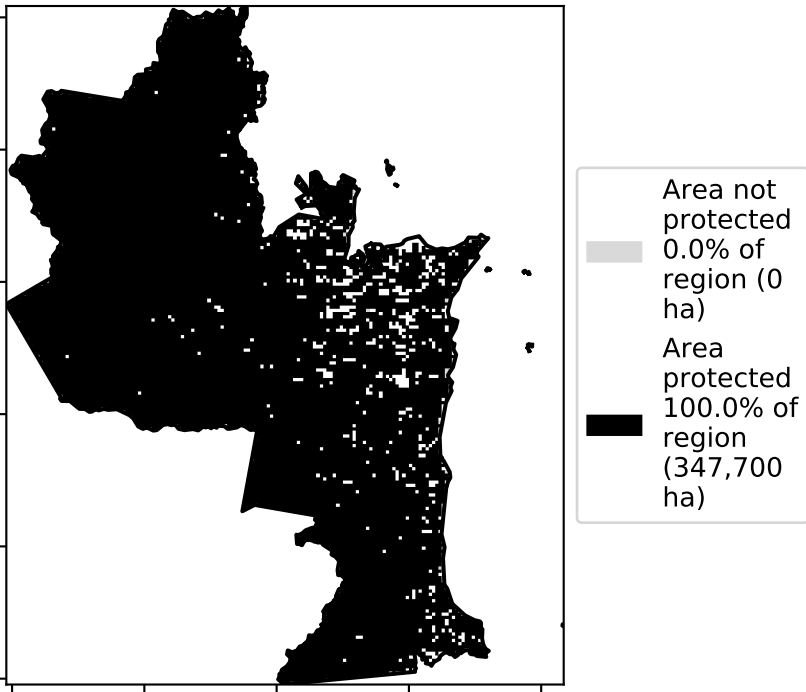 Area not
protected
0.0% of
region (0
ha)
Area
protected
100.0% of
region
(347,700
ha)